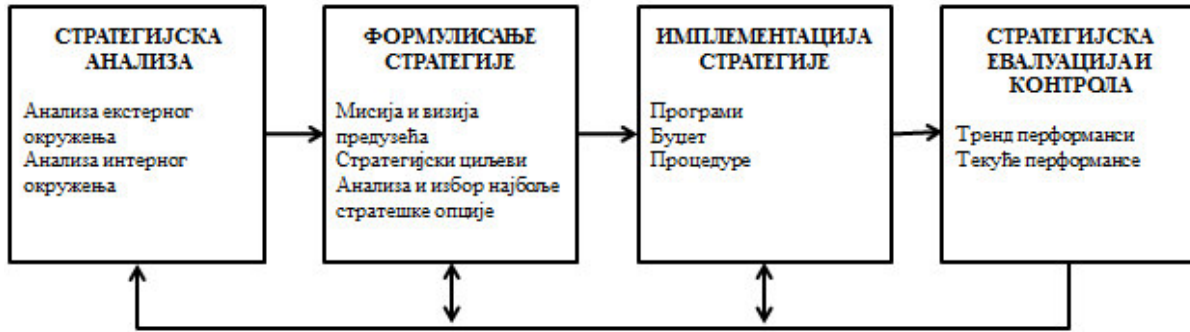 СТРАТЕГИЈСКА
АНАЛИЗА
Анализа екстерног
окружења
Анализа интерног
окружења
ФОРМУЛИСАЊЕ
СТРАТЕГИЈЕ
Мисија и визија
предузећа
Стратегијски циљеви
Анализа и избор најбоље
стратешке опције
ИМПЛЕМЕНТАЦИЈА
СТРАТЕГИЈЕ
Програми
Буџет
Процедуре
СТРАТЕГИЈСКА
ЕВАЛУАЦИЈА И
КОНТРОЛА
Тренд перформанси
Текуће перформансе